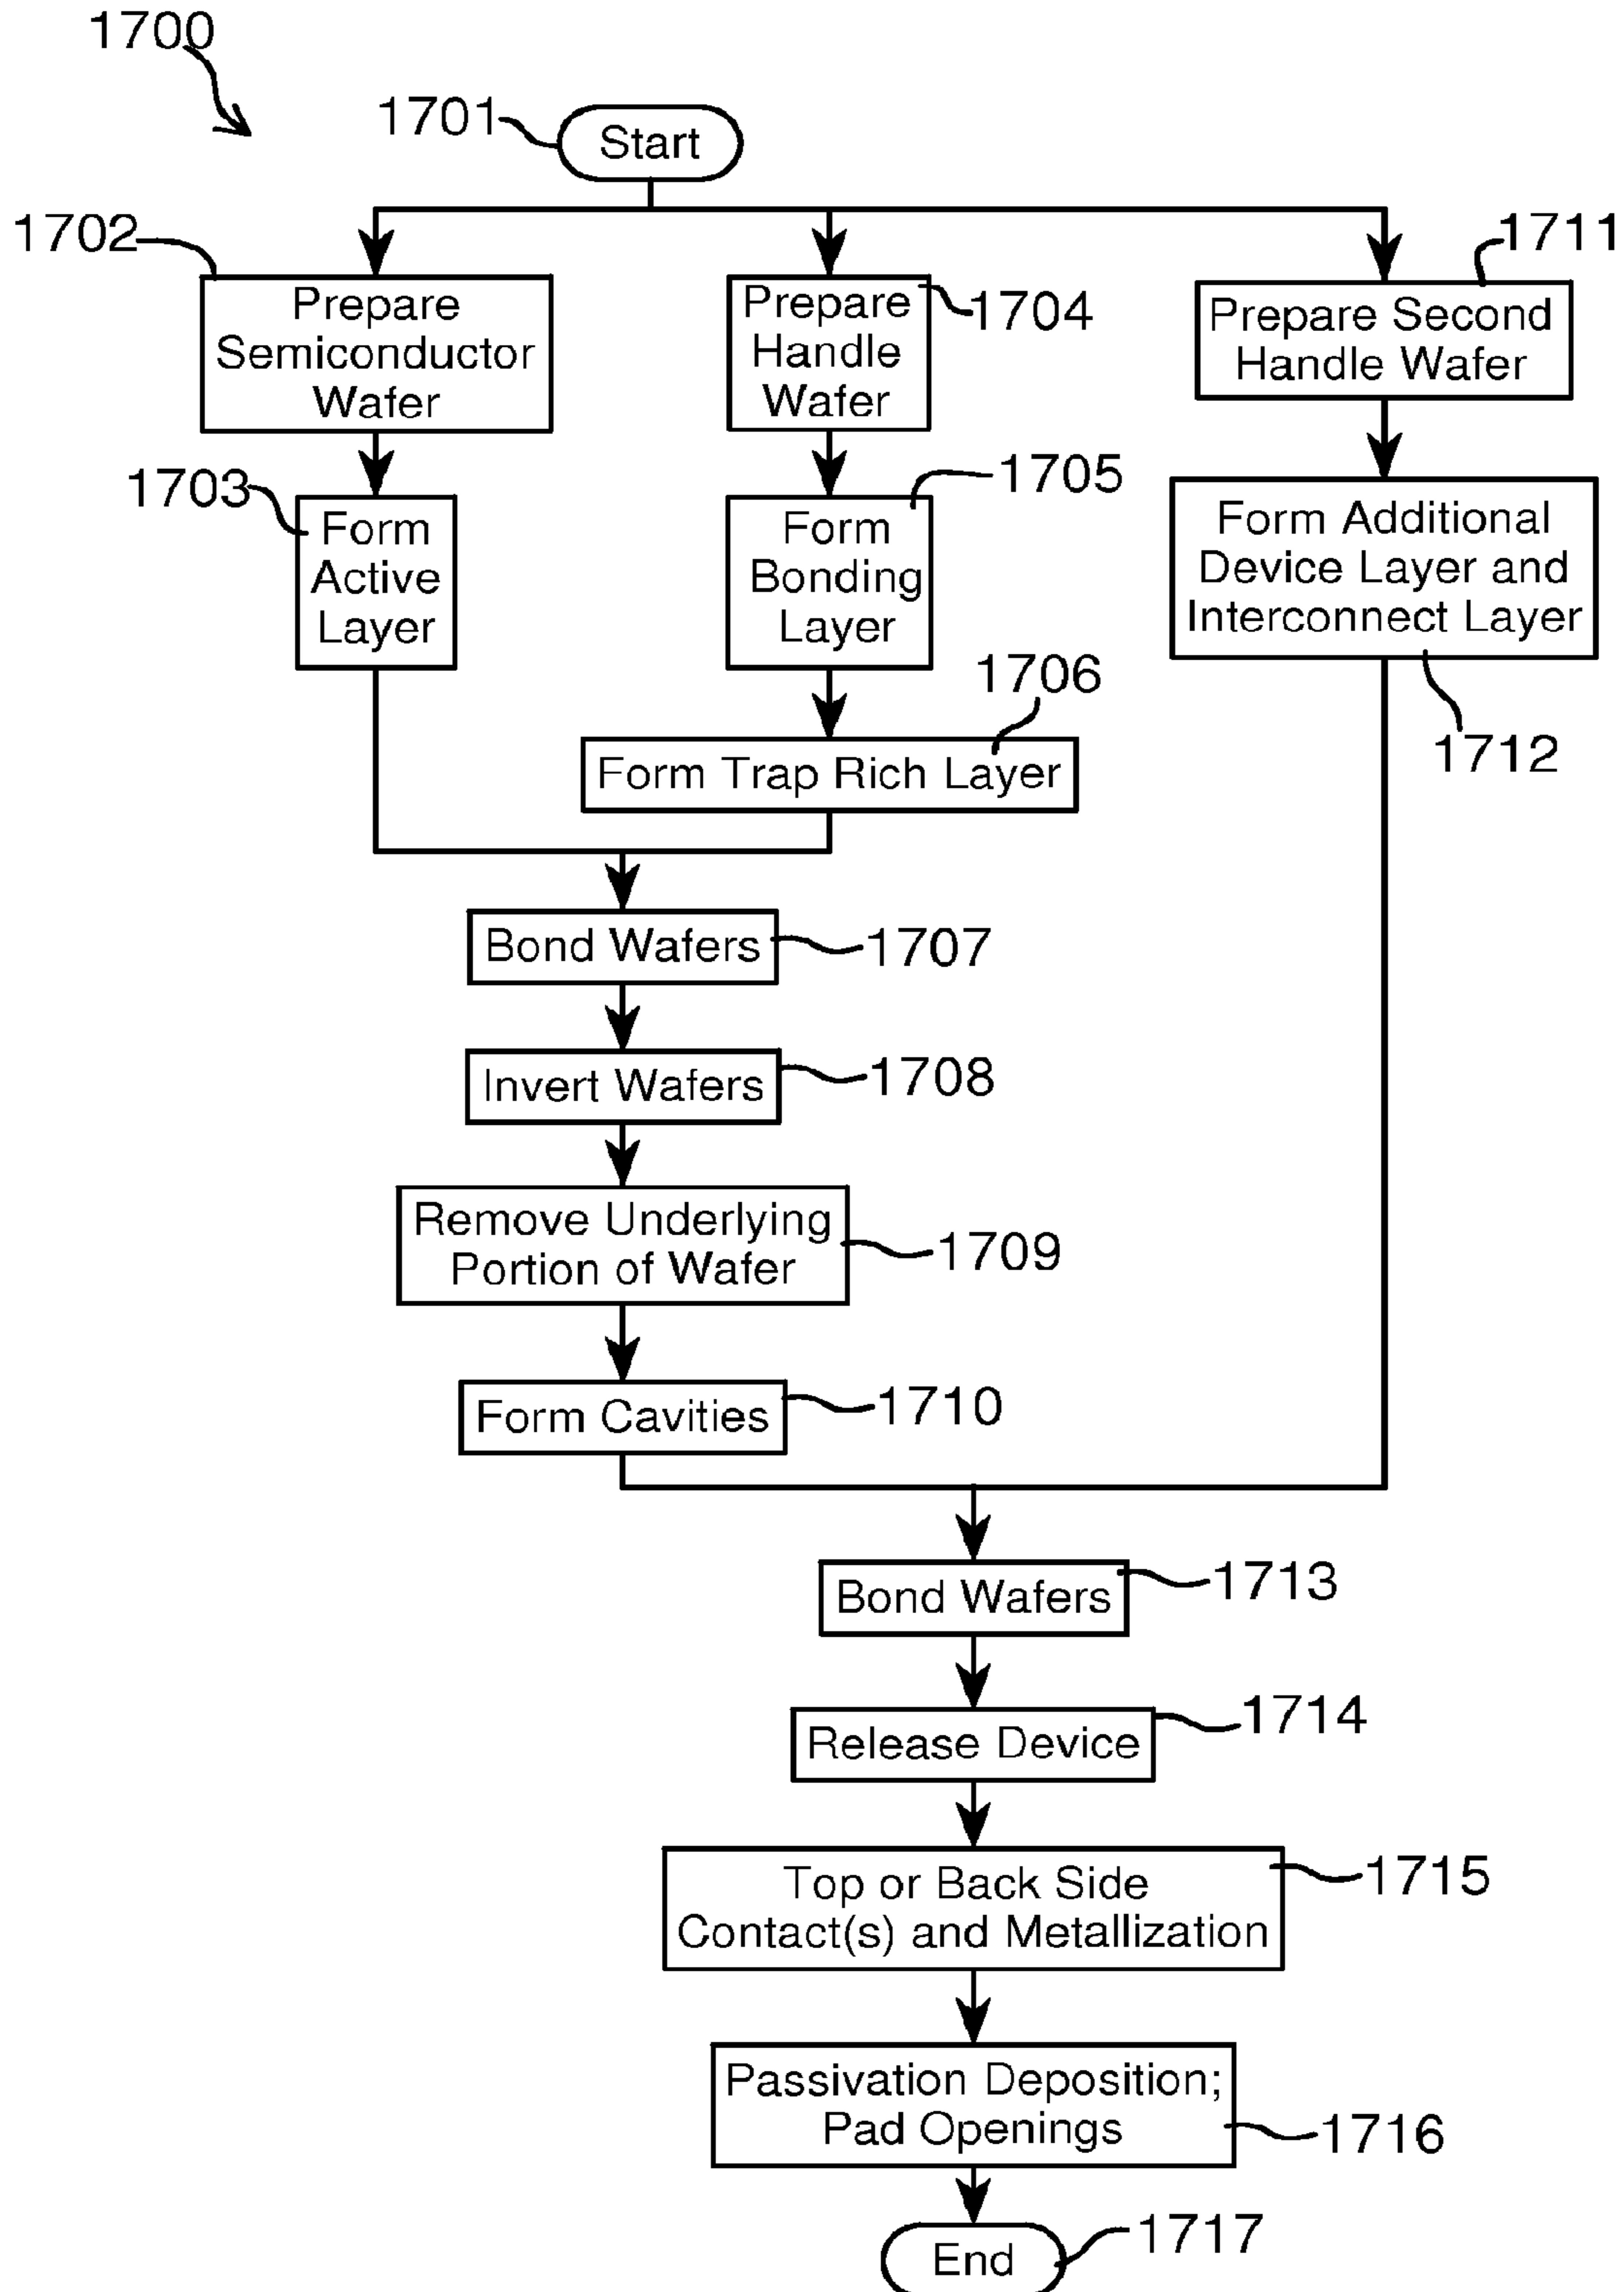 1700
1701
Start
1702
Prepare
Semiconductor
Wafer
Prepare
Handle
Wafer
1704
1711
Prepare Second
Handle Wafer
1703
Form
Active
Layer
1705
Form
Bonding
Layer
Form Additional
Device Layer and
Interconnect Layer
1712
1706
Form Trap Rich Layer
Bond Wafers
1707
Invert Wafers
1708
Remove Underlying
Portion of Wafer
1709
Form Cavities
1710
Bond Wafers
1713
Release Device
1714
Top or Back Side
Contact(s) and Metallization
1715
Passivation Deposition;
Pad Openings
1716
End
1717